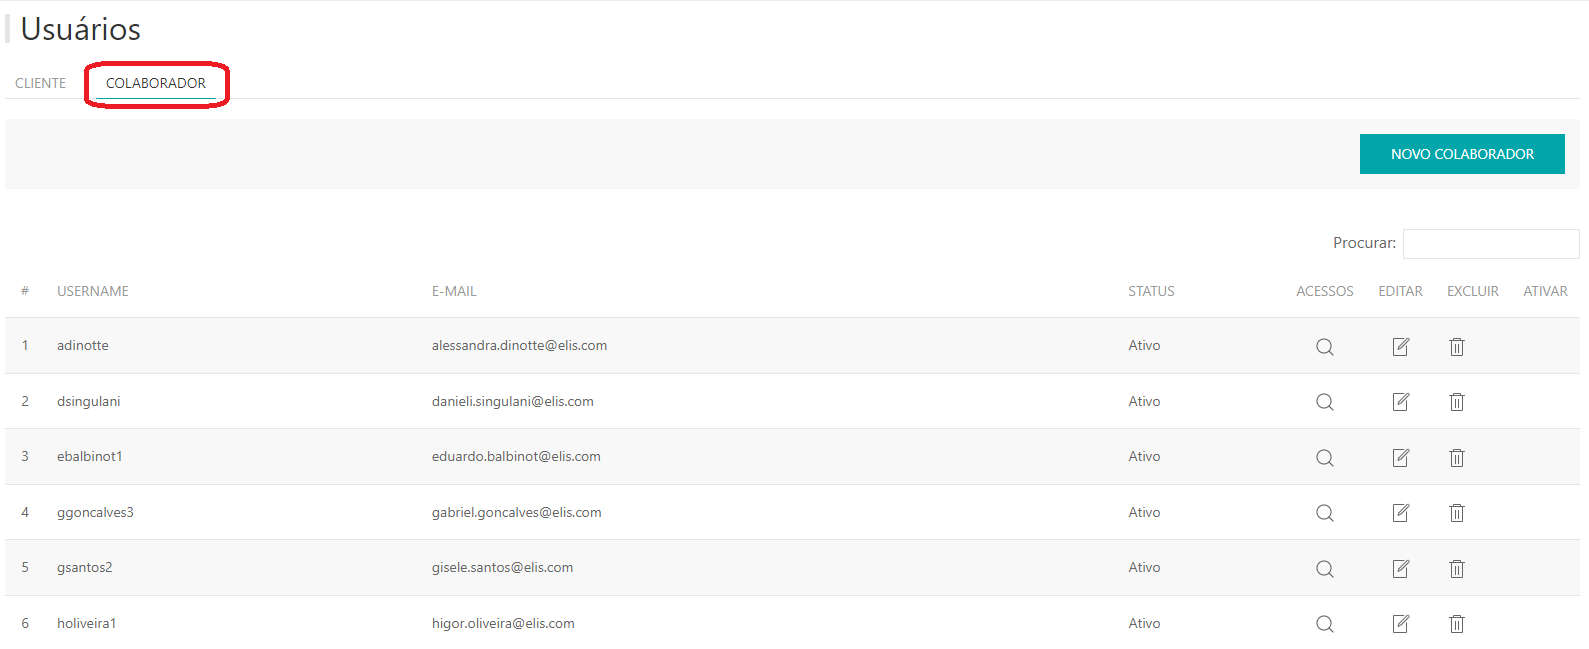 Usuários
CLIENTE COLABORADOR
NOVO COLABORADOR
Procurar:
# USERNAME E-MAIL STATUS ACESSOS EDITAR EXCLUIR ATIVAR
1 adinotte alessandra.dinotte@elis.com Ativo
2 dsingulani danieli.singulani@elis.com Ativo
3 ebalbinot1 eduardo.balbinot@elis.com Ativo
4 ggoncalves3 gabriel.goncalves@elis.com Ativo
5 gsantos2 gisele.santos@elis.com Ativo
6 holiveira1 higor.oliveira@elis.com Ativo